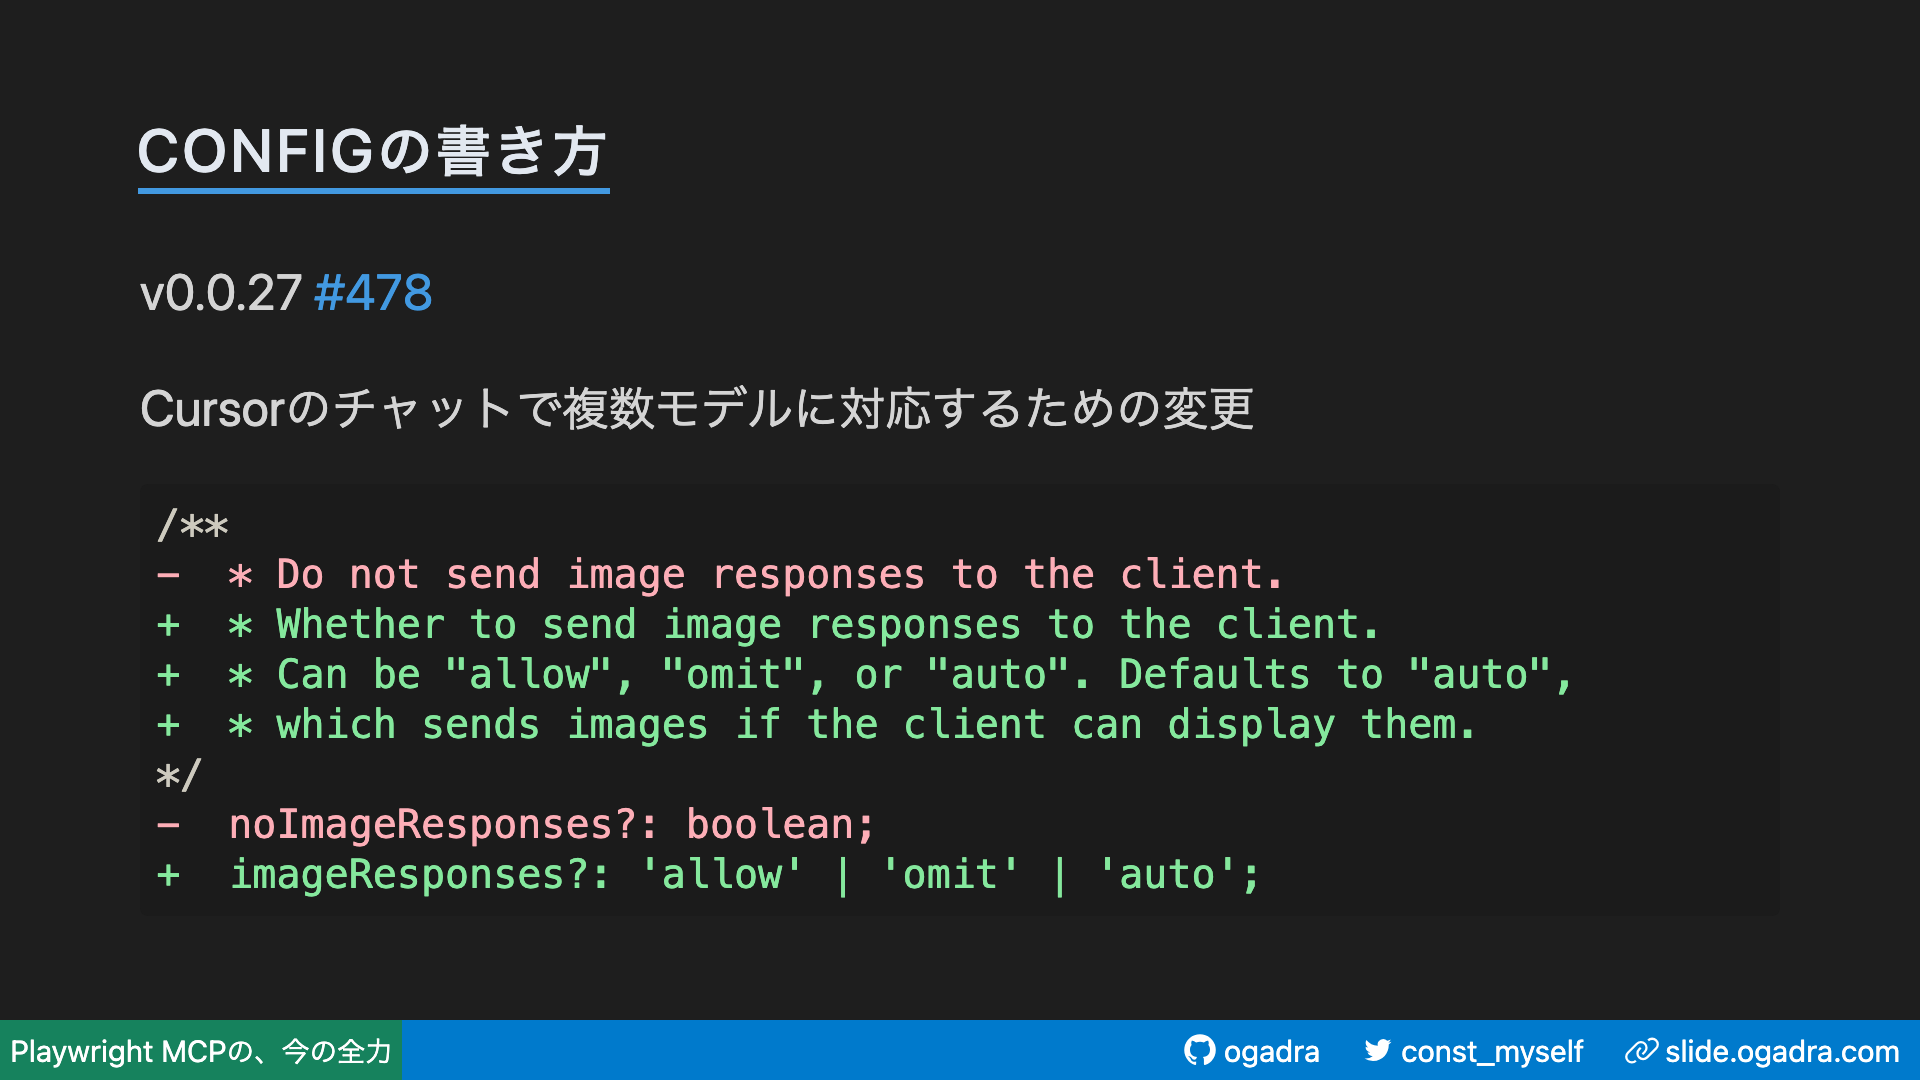 CONFIGの書き方
v0.0.27 #478
Cursorのチャットで複数モデルに対応するための変更
/**
-  * Do not send image responses to the client.
+  * Whether to send image responses to the client.
+  * Can be "allow", "omit", or "auto". Defaults to "auto",
+  * which sends images if the client can display them.
*/
-  noImageResponses?: boolean;
+  imageResponses?: 'allow' | 'omit' | 'auto';
Playwright MCPの、今の全力 ogadra const_myself slide.ogadra.com